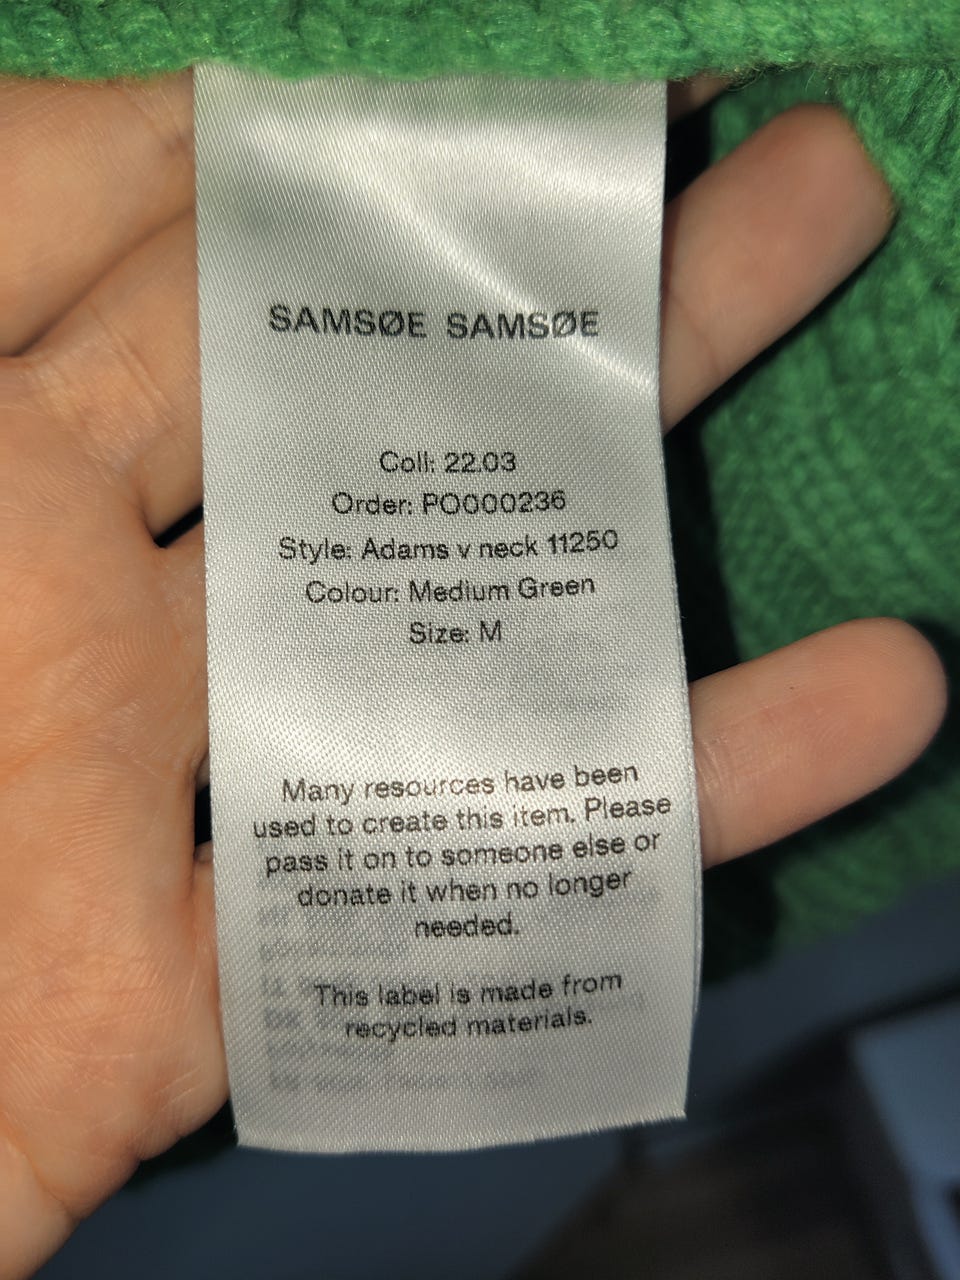 SAMSØE SAMSØE
Coll: 22.03
Order: PO000236
Style: Adams v neck 11250
Colour: Medium Green
Size: M
Many resources have been
used to create this item. Please
pass it on to someone else or
donate it when no longer
needed.
This label is made from
recycled materials.